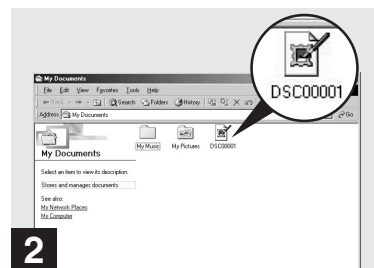 My Documents
File Edit View Favorites Tools Help
Back Search Folders History
Address My Documents Go
My Documents
My Music My Pictures DSC00001
DSC00001
Select an item to view its description.
Stores and manages documents
See also:
My Network Places
My Computer
2